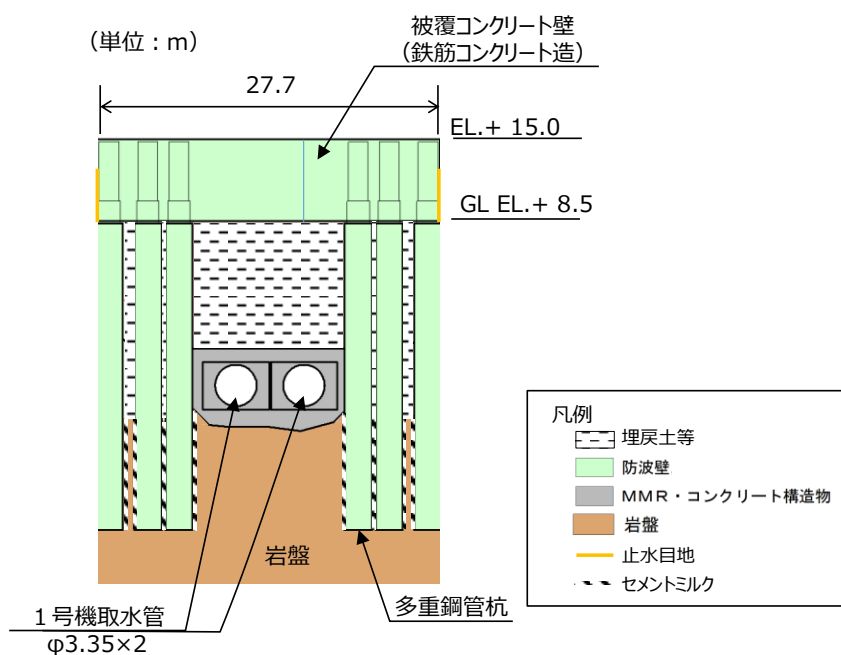 （単位：m）
被覆コンクリート壁
（鉄筋コンクリート造）
27.7
EL.+ 15.0
GL EL.+ 8.5
凡例
埋戻土等
防波壁
ＭＭＲ・コンクリート構造物
岩盤
止水目地
セメントミルク
岩盤
多重鋼管杭
１号機取水管
φ3.35×2